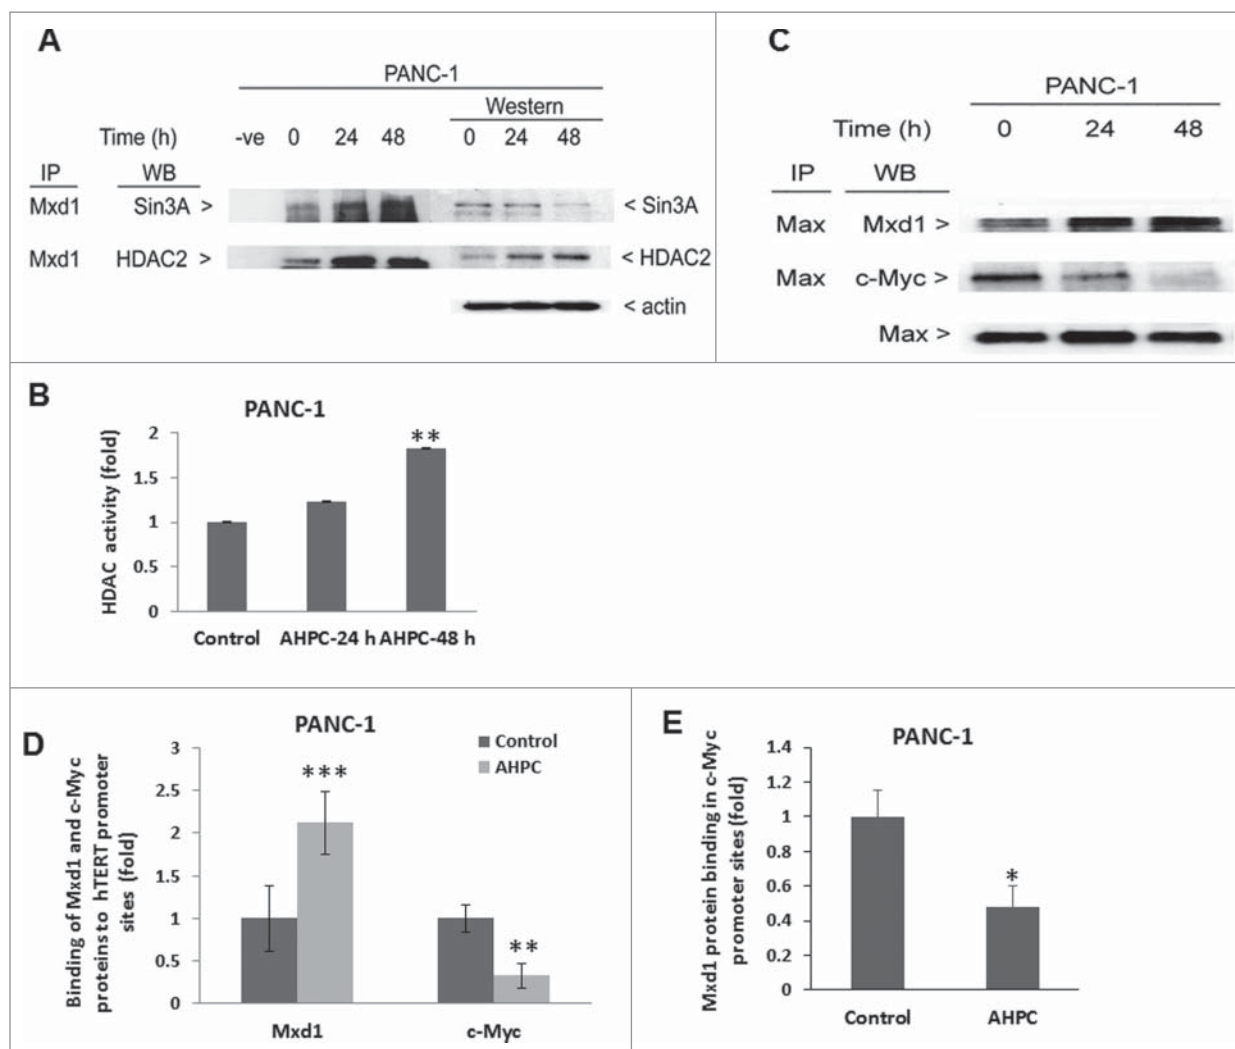 A
PANC-1
Western
Time (h) -ve 0 24 48 0 24 48
IP WB
Mxd1 Sin3A > < Sin3A
Mxd1 HDAC2 > < HDAC2
< actin
C
PANC-1
Time (h) 0 24 48
IP WB
Max Mxd1 >
Max c-Myc >
Max >
B
PANC-1
HDAC activity (fold)
2
1.5
1
0.5
0
**
Control AHPC-24 h AHPC-48 h
D
PANC-1
Binding of Mxd1 and c-Myc
proteins to hTERT promoter
sites (fold)
3
2.5
2
1.5
1
0.5
0
Control
AHPC
***
**
Mxd1 c-Myc
E
PANC-1
Mxd1 protein binding in c-Myc
promoter sites (fold)
1.4
1.2
1
0.8
0.6
0.4
0.2
0
*
Control AHPC